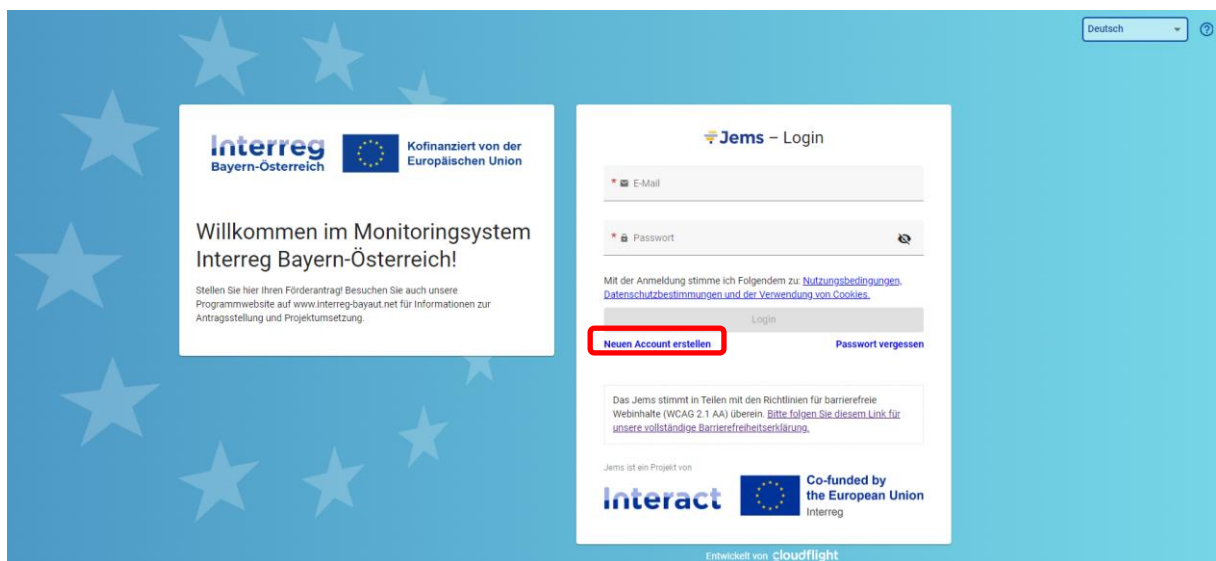 Deutsch
Interreg
Bayern-Österreich
Kofinanziert von der
Europäischen Union
Willkommen im Monitoringsystem
Interreg Bayern-Österreich!
Stellen Sie hier Ihren Förderantrag! Besuchen Sie auch unsere
Programmwebsite auf www.interreg-bayaut.net für Informationen zur
Antragsstellung und Projektumsetzung.
Jems – Login
* E-Mail
* Passwort
Mit der Anmeldung stimme ich Folgendem zu: Nutzungsbedingungen,
Datenschutzbestimmungen und der Verwendung von Cookies.
Login
Neuen Account erstellen Passwort vergessen
Das Jems stimmt in Teilen mit den Richtlinien für barrierefreie
Webinhalte (WCAG 2.1 AA) überein. Bitte folgen Sie diesem Link für
unsere vollständige Barrierefreiheitserklärung.
Jems ist ein Projekt von
Interact
Co-funded by
the European Union
Interreg
Entwickelt von cloudflight